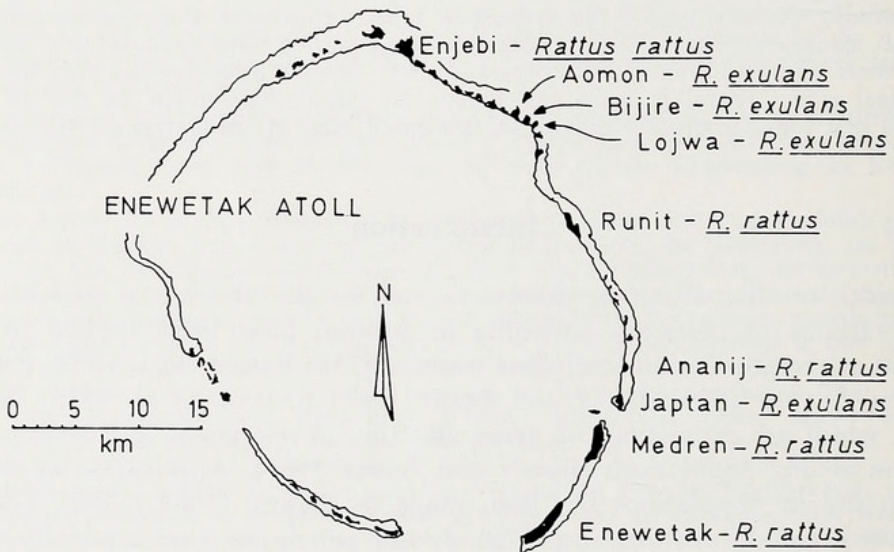 Enjebi - Rattus rattus
Aomon - R. exulans
Bijire - R. exulans
Lojwa - R. exulans
ENEWETAK ATOLL
Runit - R. rattus
N
Ananij - R. rattus
0 5 10 15
Japtan - R. exulans
km
Medren - R. rattus
Enewetak - R. rattus